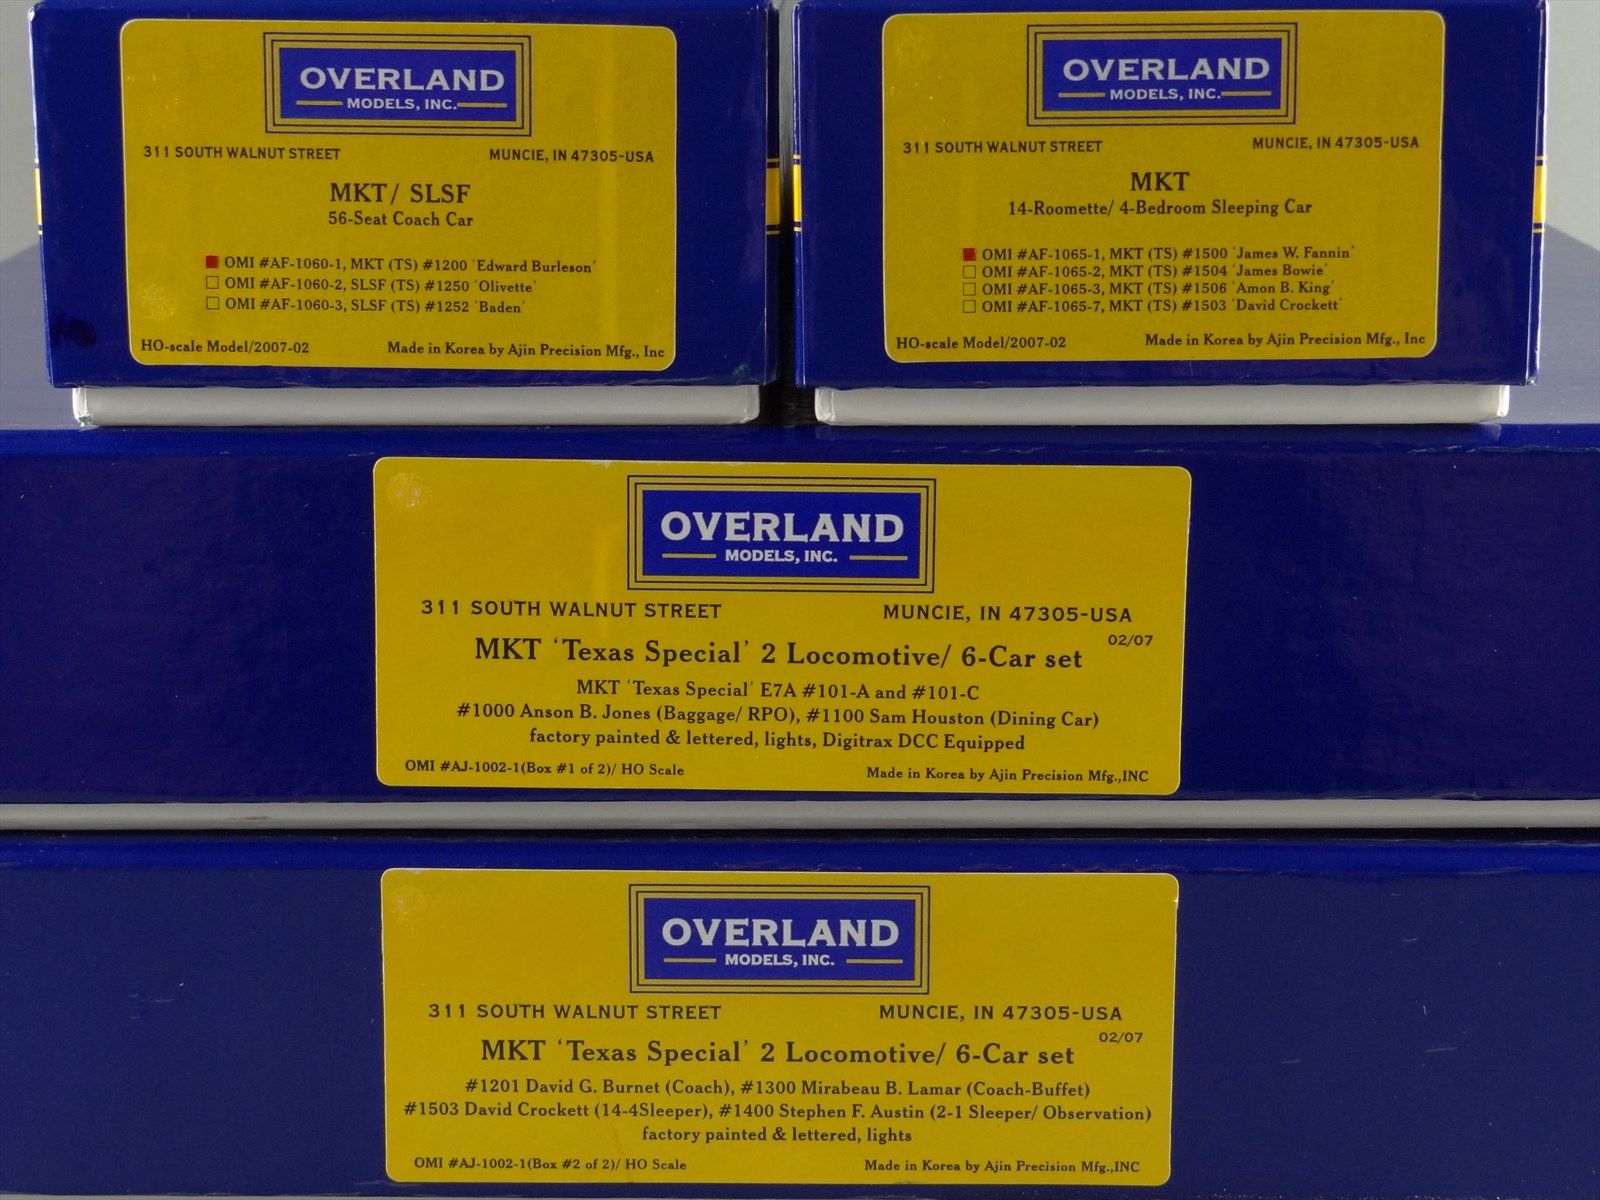 OVERLAND
MODELS, INC.
311 SOUTH WALNUT STREET MUNCIE, IN 47305-USA
MKT/ SLSF
56-Seat Coach Car
OMI #AF-1060-1, MKT (TS) #1200 'Edward Burleson'
OMI #AF-1060-2, SLSF (TS) #1250 'Olivette'
OMI #AF-1060-3, SLSF (TS) #1252 'Baden'
HO-scale Model/2007-02 Made in Korea by Ajin Precision Mfg., Inc
OVERLAND
MODELS, INC.
311 SOUTH WALNUT STREET MUNCIE, IN 47305-USA
MKT
14-Roomette/ 4-Bedroom Sleeping Car
OMI #AF-1065-1, MKT (TS) #1500 'James W. Fannin'
OMI #AF-1065-2, MKT (TS) #1504 'James Bowie'
OMI #AF-1065-3, MKT (TS) #1506 'Amon B. King'
OMI #AF-1065-7, MKT (TS) #1503 'David Crockett'
HO-scale Model/2007-02 Made in Korea by Ajin Precision Mfg., Inc
OVERLAND
MODELS, INC.
311 SOUTH WALNUT STREET MUNCIE, IN 47305-USA
02/07
MKT 'Texas Special' 2 Locomotive/ 6-Car set
MKT 'Texas Special' E7A #101-A and #101-C
#1000 Anson B. Jones (Baggage/ RPO), #1100 Sam Houston (Dining Car)
factory painted & lettered, lights, Digitrax DCC Equipped
OMI #AJ-1002-1(Box #1 of 2)/ HO Scale Made in Korea by Ajin Precision Mfg.,INC
OVERLAND
MODELS, INC.
311 SOUTH WALNUT STREET MUNCIE, IN 47305-USA
02/07
MKT 'Texas Special' 2 Locomotive/ 6-Car set
#1201 David G. Burnet (Coach), #1300 Mirabeau B. Lamar (Coach-Buffet)
#1503 David Crockett (14-4Sleeper), #1400 Stephen F. Austin (2-1 Sleeper/ Observation)
factory painted & lettered, lights
OMI #AJ-1002-1(Box #2 of 2)/ HO Scale Made in Korea by Ajin Precision Mfg.,INC